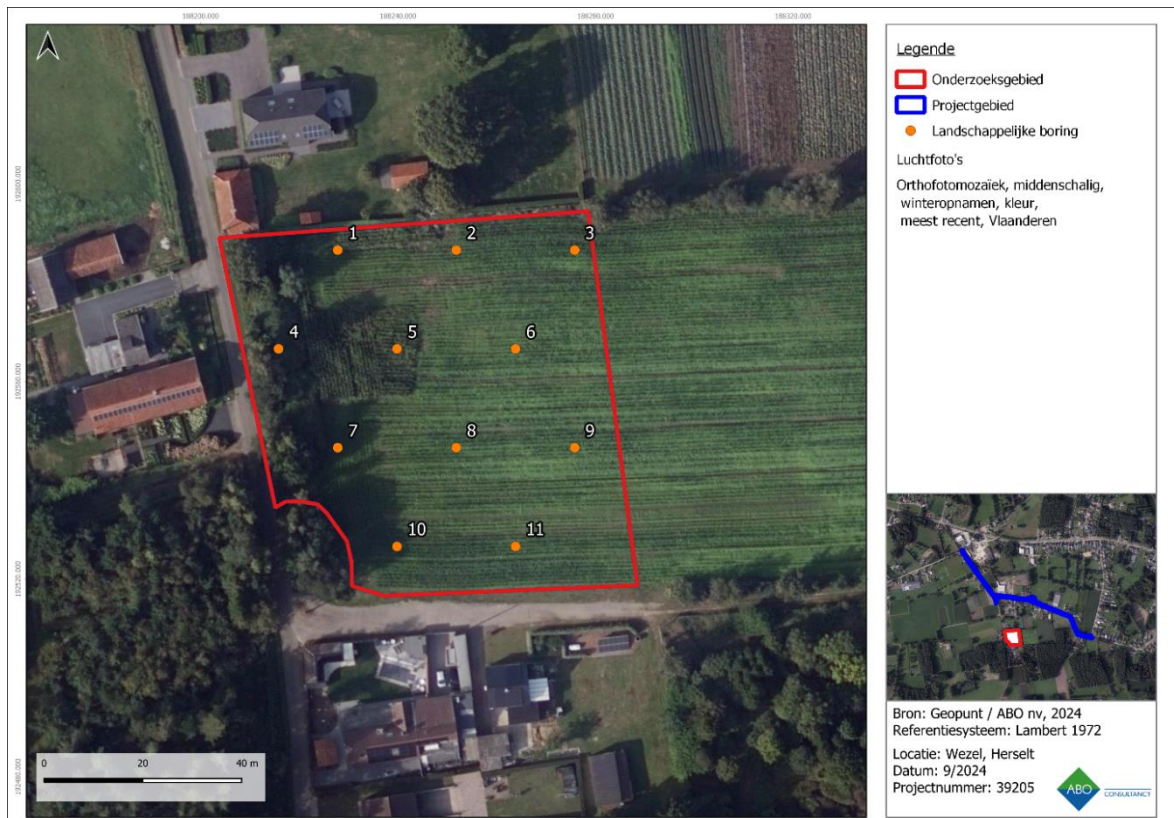 188200.000 188240.000 188280.000 188320.000
192600.000
192560.000
192520.000
192480.000
1 2 3
4 5 6
7 8 9
10 11
0 20 40 m
Legende
Onderzoeksgebied
Projectgebied
Landschappelijke boring
Luchtfoto's
Orthofotomozaïek, middenschalig,
winteropnamen, kleur,
meest recent, Vlaanderen
Bron: Geopunt / ABO nv, 2024
Referentiesysteem: Lambert 1972
Locatie: Wezel, Herselt
Datum: 9/2024
Projectnummer: 39205
ABO CONSULTANCY